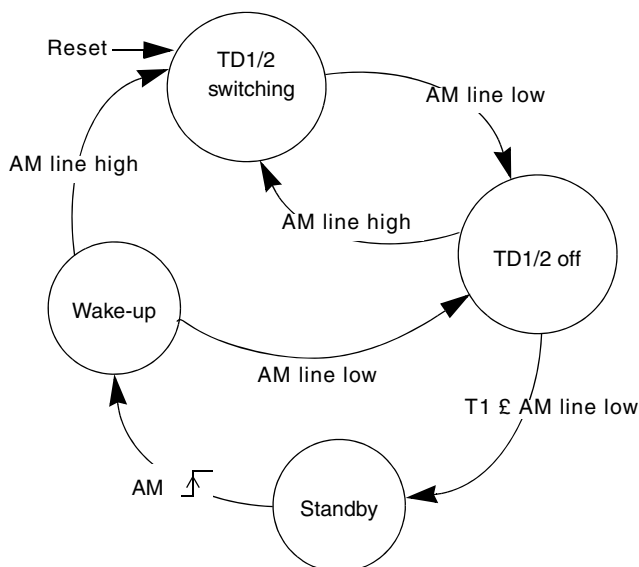 Reset
TD1/2
switching
AM line low
AM line high
AM line high
TD1/2 off
Wake-up
AM line low
T1 £ AM line low
AM
Standby